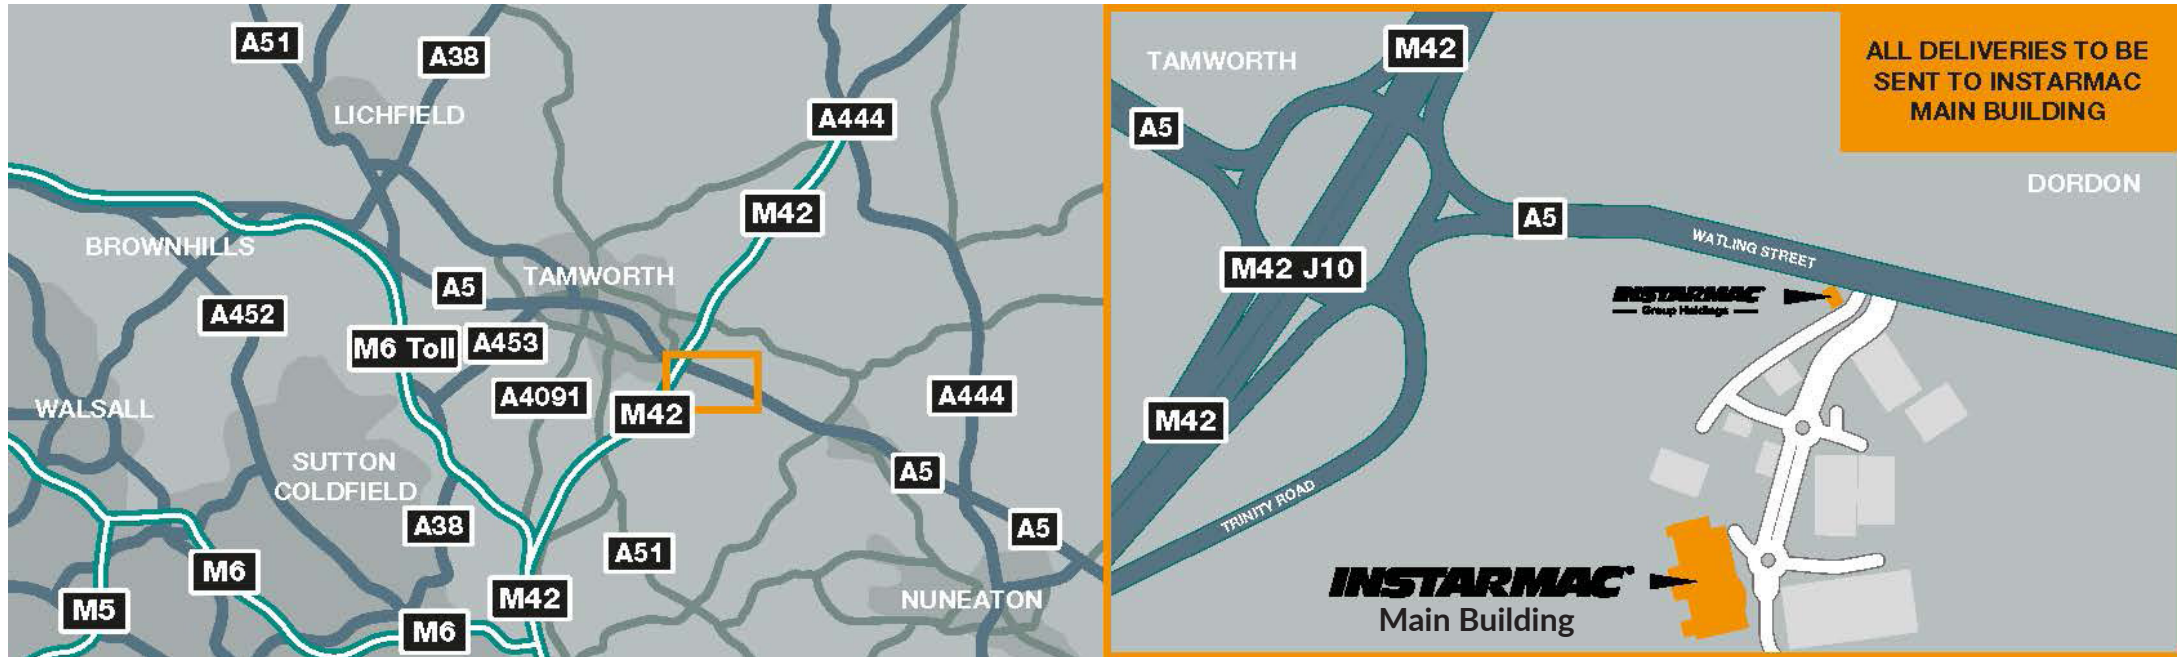 A51
A38
LICHFIELD
A444
M42
BROWNHILLS
TAMWORTH
A5
A452
M6 Toll
A453
A4091
M42
A444
WALSALL
SUTTON
COLDFIELD
A5
A38
A51
A5
M6
M42
M5
NUNEATON
M6
TAMWORTH
M42
ALL DELIVERIES TO BE
SENT TO INSTARMAC
MAIN BUILDING
A5
DORDON
A5
WATLING STREET
M42 J10
INSTARMAC
Group Holdings
M42
TRINITY ROAD
INSTARMAC
Main Building